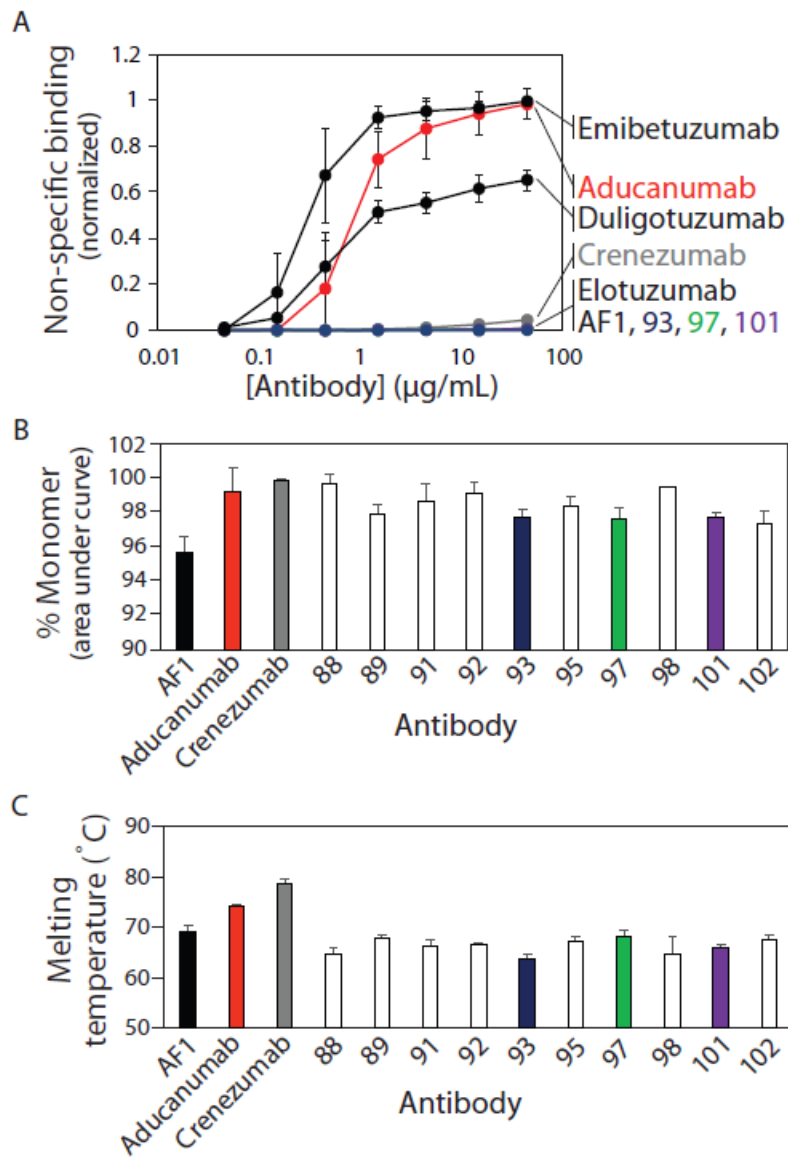 A
Non-specific binding
(normalized)
1.2
1
0.8
0.6
0.4
0.2
0
0.01
0.1
1
10
100
[Antibody] (µg/mL)
Emibetuzumab
Aducanumab
Duligotuzumab
Crenezumab
Elotuzumab
AF1, 93, 97, 101
B
% Monomer
(area under curve)
102
100
98
96
94
92
90
AF1
Aducanumab
Crenezumab
88
89
91
92
93
95
97
98
101
102
Antibody
C
Melting
temperature (˚C)
90
80
70
60
50
AF1
Aducanumab
Crenezumab
88
89
91
92
93
95
97
98
101
102
Antibody